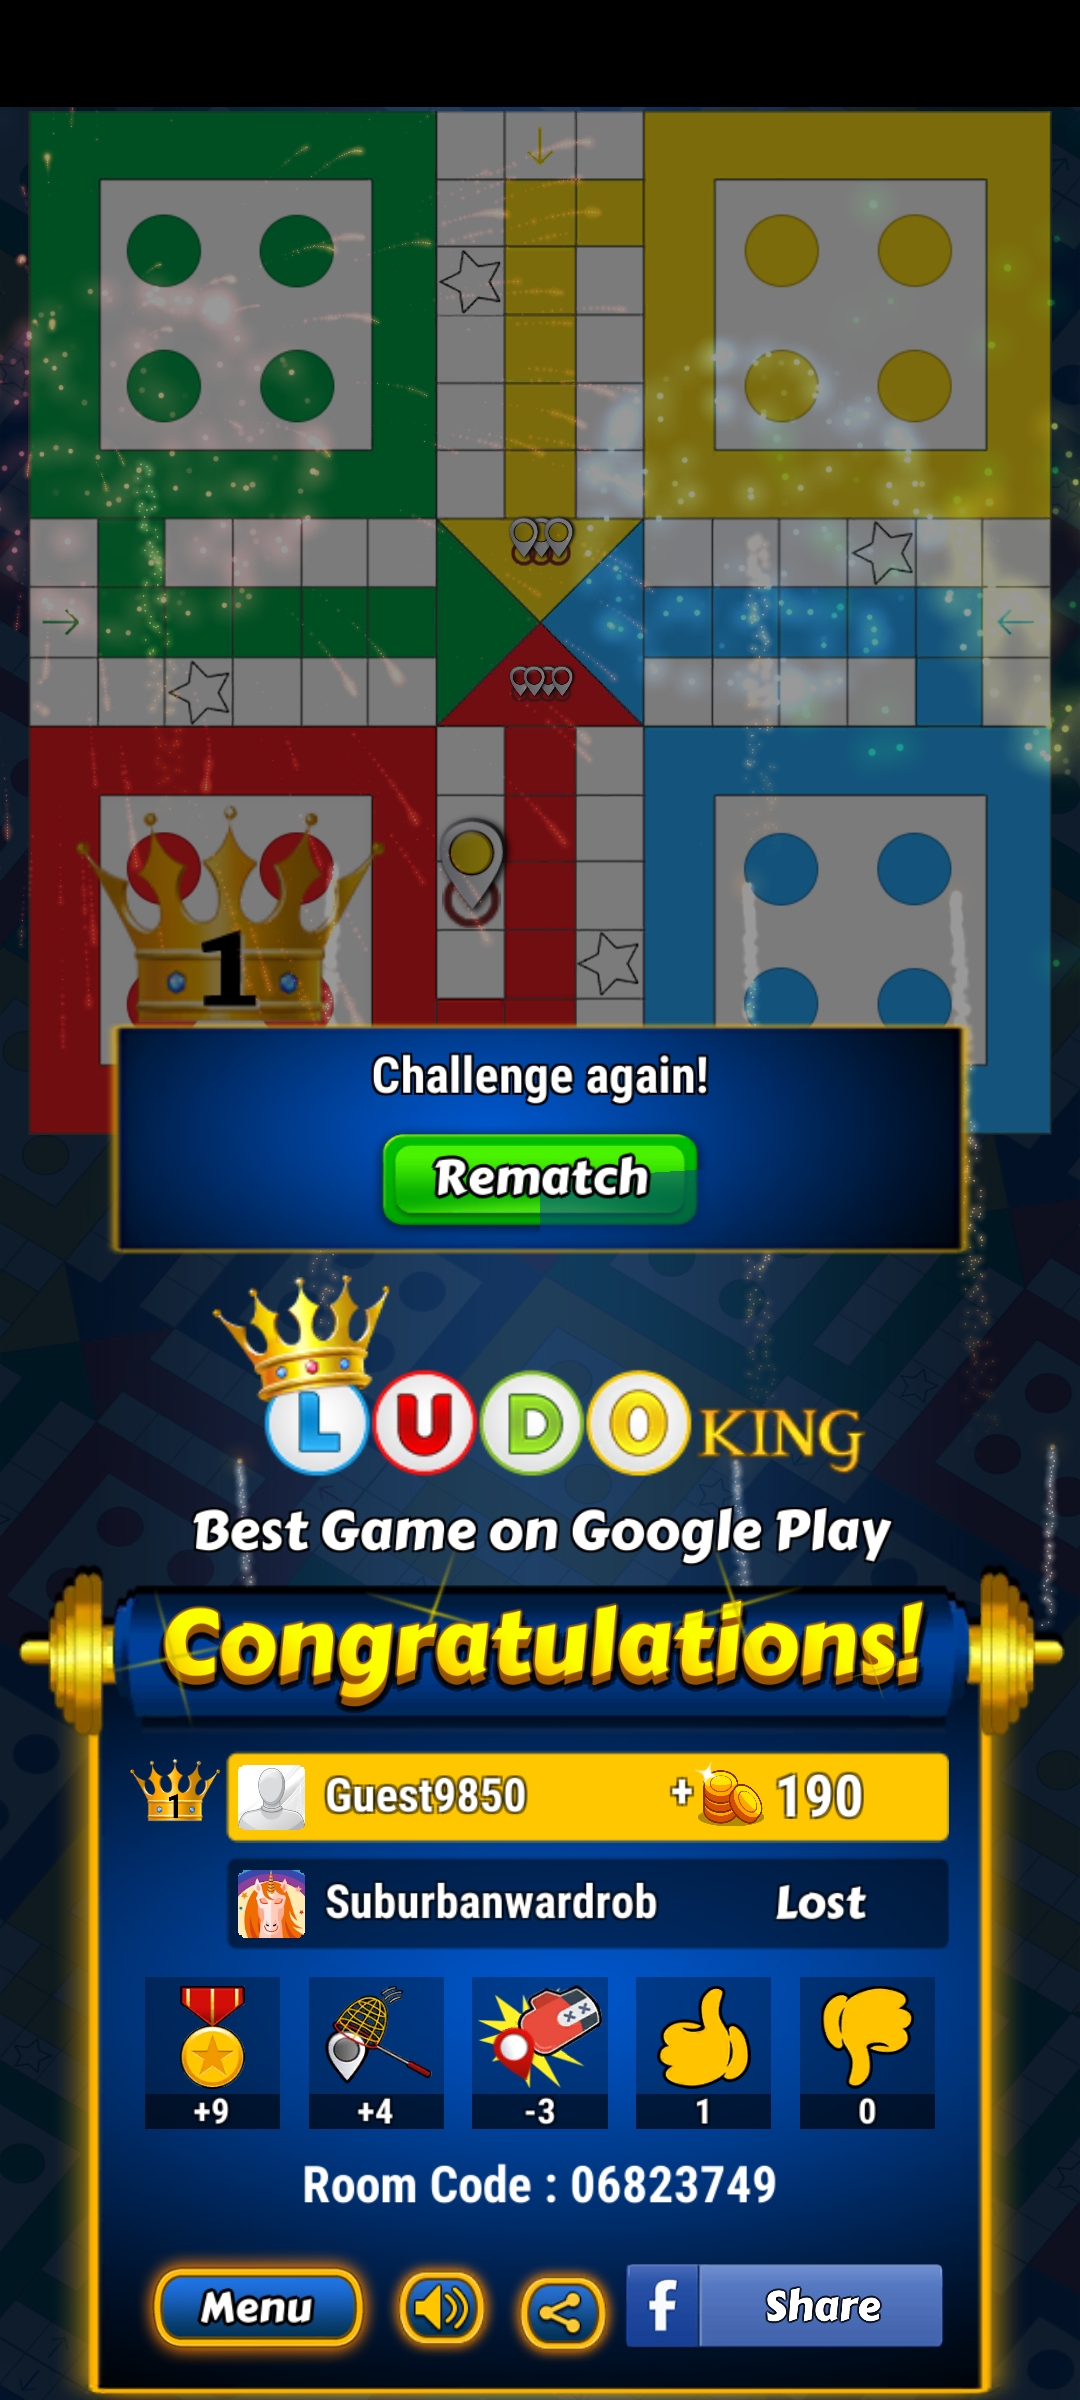 1
Challenge again!
Rematch
LUDO KING
Best Game on Google Play
Congratulations!
1 Guest9850 + 190
Suburbanwardrob Lost
+9 +4 -3 1 0
Room Code : 06823749
Menu f Share